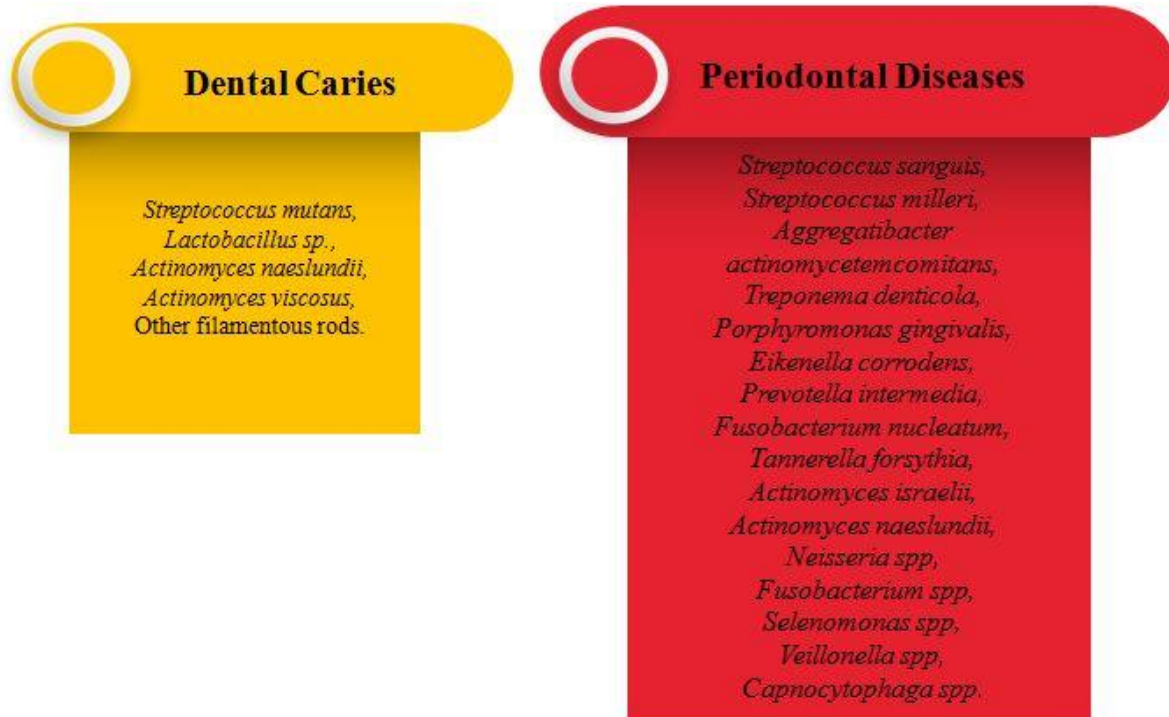 Dental Caries
Streptococcus mutans,
Lactobacillus sp.,
Actinomyces naeslundii,
Actinomyces viscosus,
Other filamentous rods.
Periodontal Diseases
Streptococcus sanguis,
Streptococcus milleri,
Aggregatibacter
actinomycetemcomitans,
Treponema denticola,
Porphyromonas gingivalis,
Eikenella corrodens,
Prevotella intermedia,
Fusobacterium nucleatum,
Tannerella forsythia,
Actinomyces israelii,
Actinomyces naeslundii,
Neisseria spp,
Fusobacterium spp,
Selenomonas spp,
Veillonella spp,
Capnocytophaga spp.